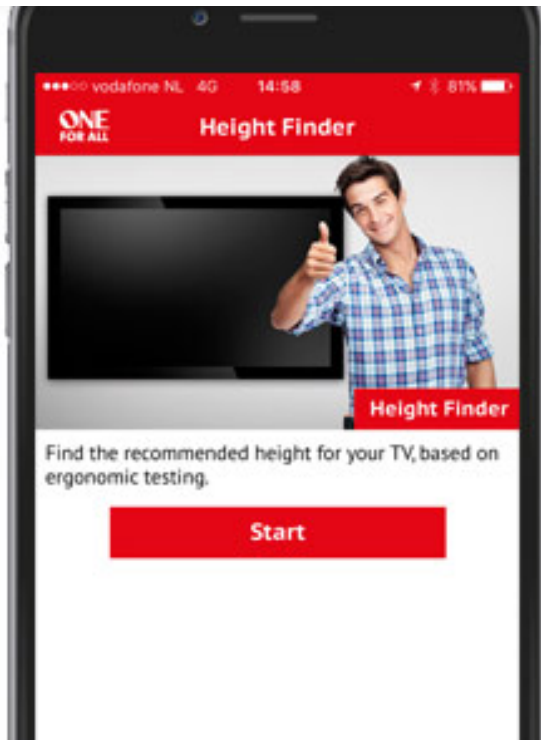 vodafone NL 4G 14:58 81%
ONE
FOR ALL
Height Finder
Height Finder
Find the recommended height for your TV, based on
ergonomic testing.
Start